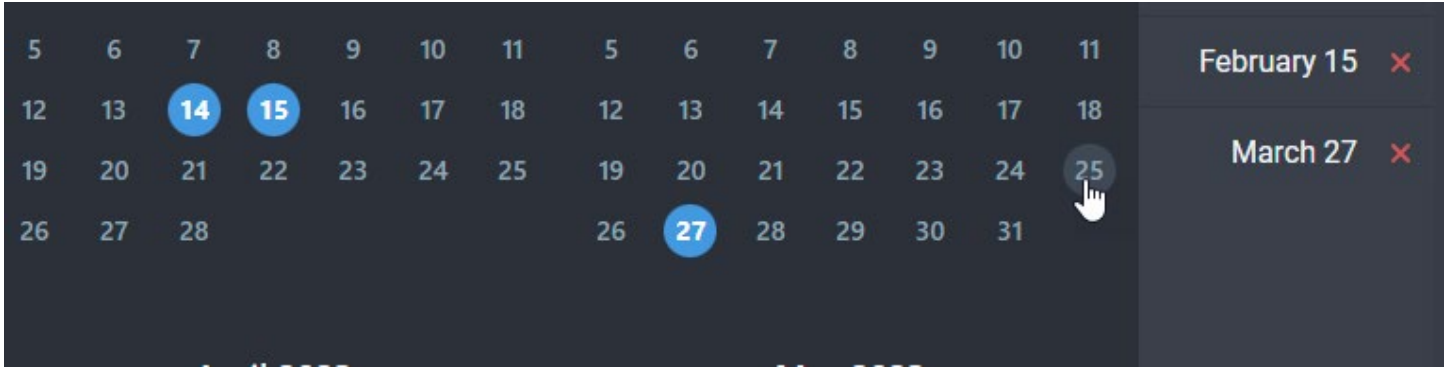 5 6 7 8 9 10 11 5 6 7 8 9 10 11 February 15
12 13 14 15 16 17 18 12 13 14 15 16 17 18
March 27
19 20 21 22 23 24 25 19 20 21 22 23 24 25
26 27 28 26 27 28 29 30 31